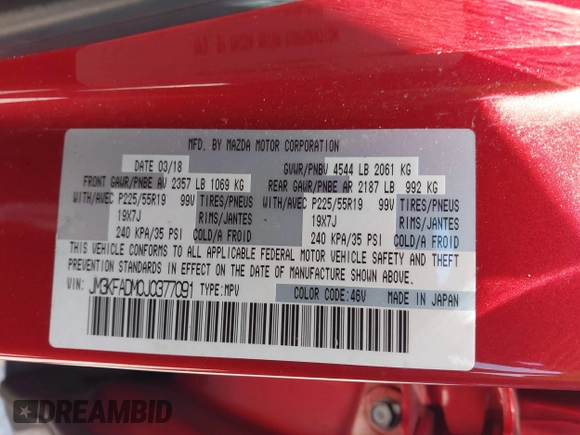 MFD. BY MAZDA MOTOR CORPORATION
DATE 03/18 GVWR/PNBV 4544 LB 2061 KG
FRONT GAWR/PNBE AV 2357 LB 1069 KG REAR GAWR/PNBE AR 2187 LB 992 KG
WITH/AVEC P225/55R19 99V TIRES/PNEUS WITH/AVEC P225/55R19 99V TIRES/PNEUS
19X7J RIMS/JANTES 19X7J RIMS/JANTES
240 KPA/35 PSI COLD/A FROID 240 KPA/35 PSI COLD/A FROID
THIS VEHICLE CONFORMS TO ALL APPLICABLE FEDERAL MOTOR VEHICLE SAFETY AND THEFT
PREVENTION STANDARDS IN EFFECT ON THE DATE OF MANUFACTURE SHOWN ABOVE.
VIN: JM3KFADM0J0377091 TYPE:MPV COLOR CODE:46V MADE IN JAPAN
DREAMBID